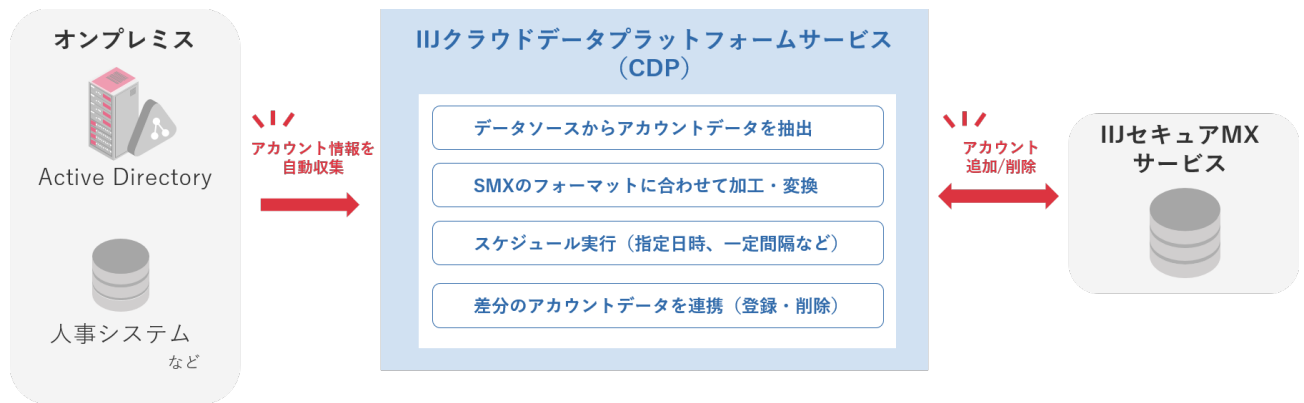 オンプレミス
Active Directory
人事システム
など
アカウント情報を
自動収集
IIJクラウドデータプラットフォームサービス
（CDP）
データソースからアカウントデータを抽出
SMXのフォーマットに合わせて加工・変換
スケジュール実行（指定日時、一定間隔など）
差分のアカウントデータを連携（登録・削除）
アカウント
追加/削除
IIJセキュアMX
サービス